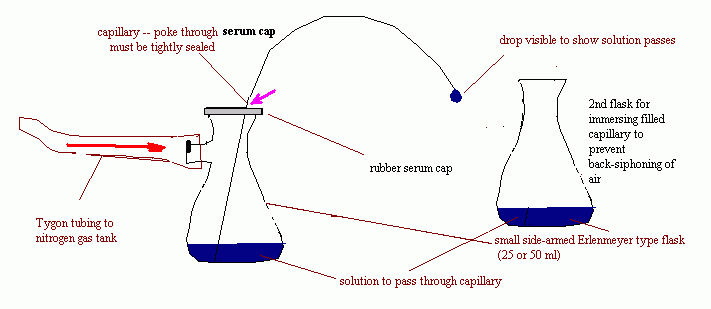 capillary -- poke through serum cap
must be tightly sealed
drop visible to show solution passes
2nd flask for
immersing filled
capillary to
prevent
back-siphoning of
air
rubber serum cap
Tygon tubing to
nitrogen gas tank
small side-armed Erlenmeyer type flask
(25 or 50 ml)
solution to pass through capillary